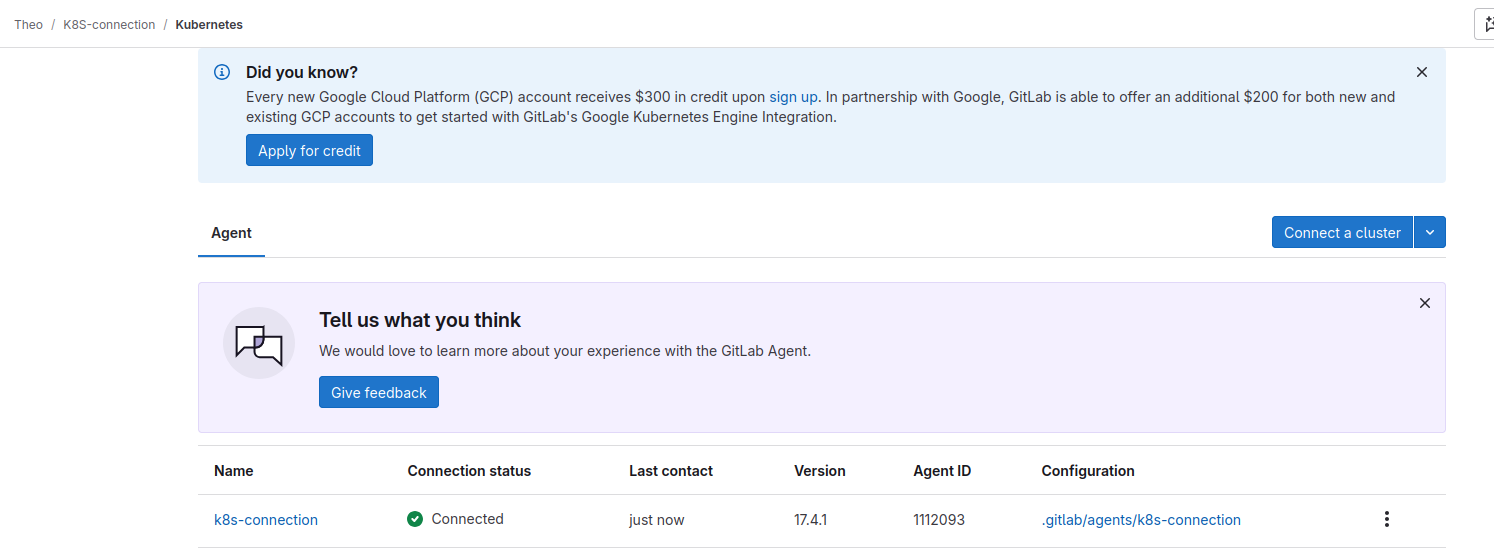 Theo / K8S-connection / Kubernetes
Did you know?
Every new Google Cloud Platform (GCP) account receives $300 in credit upon sign up. In partnership with Google, GitLab is able to offer an additional $200 for both new and
existing GCP accounts to get started with GitLab's Google Kubernetes Engine Integration.
Apply for credit
Agent
Connect a cluster
Tell us what you think
We would love to learn more about your experience with the GitLab Agent.
Give feedback
Name Connection status Last contact Version Agent ID Configuration
k8s-connection Connected just now 17.4.1 1112093 .gitlab/agents/k8s-connection